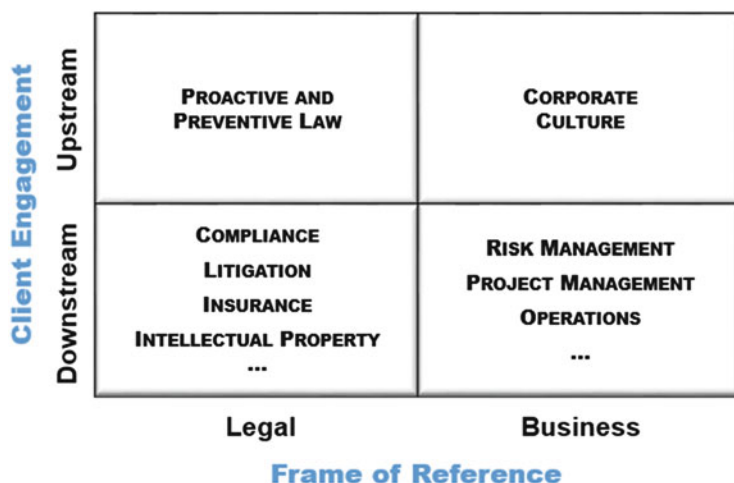 Client Engagement
Upstream
PROACTIVE AND
PREVENTIVE LAW
CORPORATE
CULTURE
Downstream
COMPLIANCE
LITIGATION
INSURANCE
INTELLECTUAL PROPERTY
...
RISK MANAGEMENT
PROJECT MANAGEMENT
OPERATIONS
...
Legal
Business
Frame of Reference